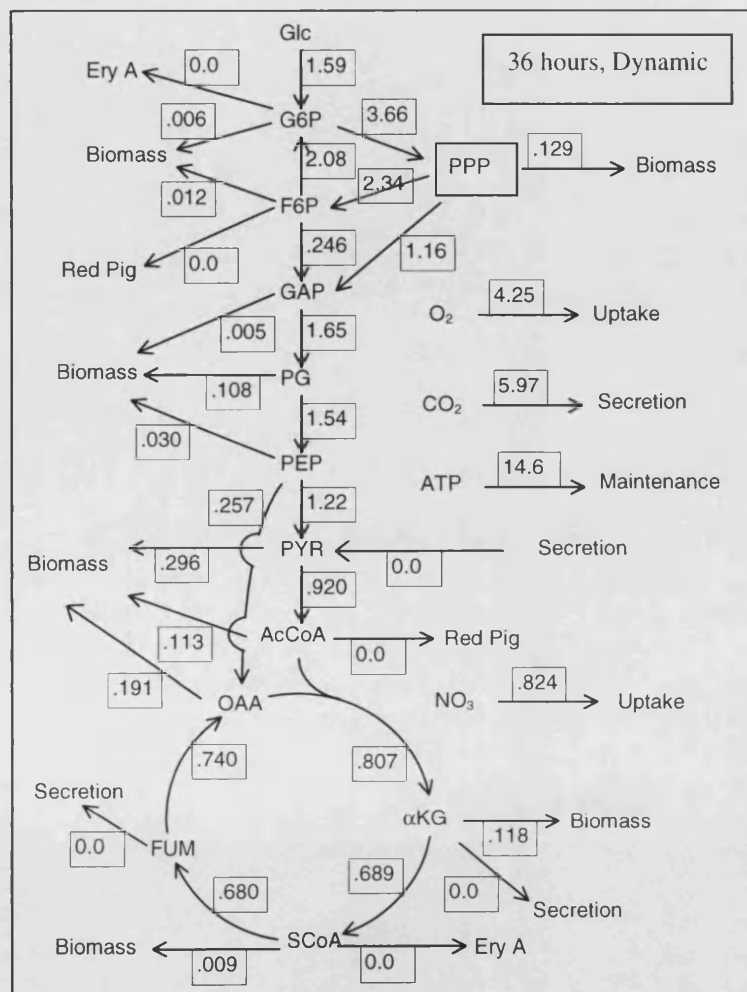 Glc
36 hours, Dynamic
Ery A
0.0
1.59
G6P
3.66
.006
Biomass
2.08
PPP
.129
Biomass
2.34
.012
F6P
Red Pig
0.0
.246
1.16
GAP
4.25
O₂
Uptake
.005
1.65
Biomass
PG
.108
5.97
CO₂
Secretion
1.54
.030
PEP
14.6
ATP
Maintenance
.257
1.22
PYR
Secretion
.296
0.0
Biomass
.920
AcCoA
Red Pig
.113
0.0
.191
OAA
.824
NO₃
Uptake
.740
.807
Secretion
αKG
Biomass
.118
0.0
FUM
.689
0.0
.680
Secretion
Biomass
SCoA
Ery A
.009
0.0